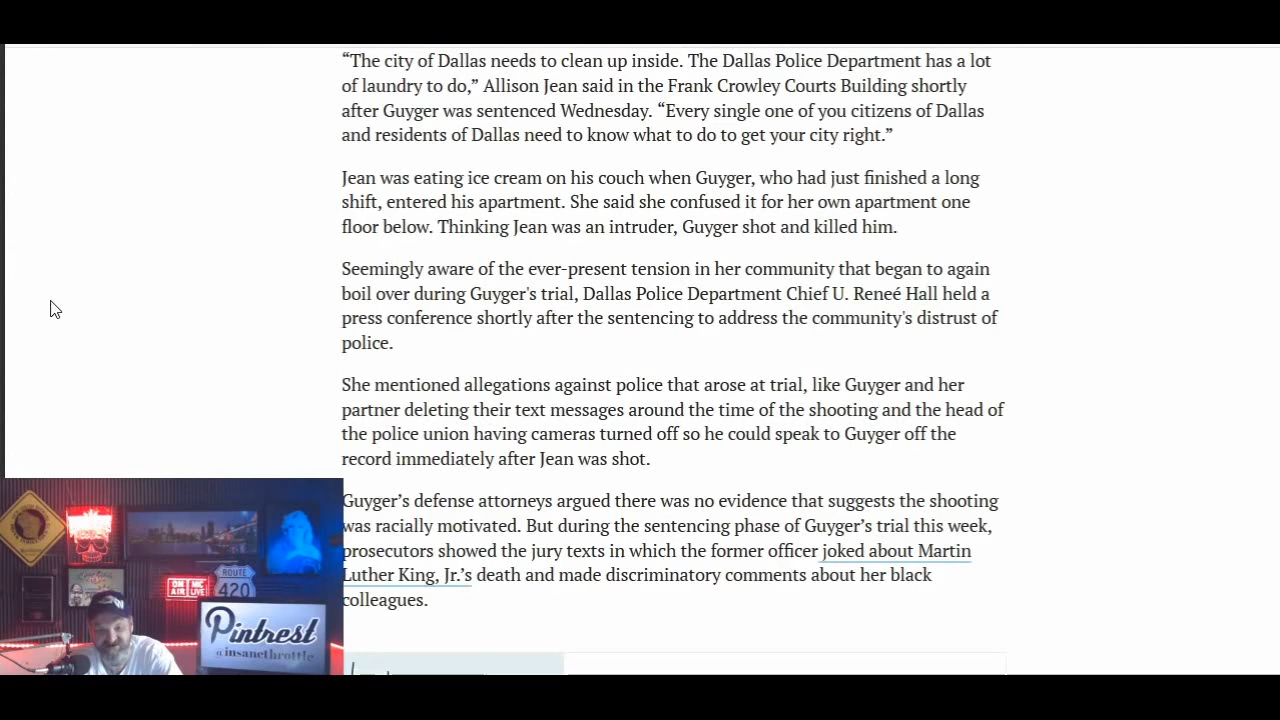 “The city of Dallas needs to clean up inside. The Dallas Police Department has a lot
of laundry to do,” Allison Jean said in the Frank Crowley Courts Building shortly
after Guyger was sentenced Wednesday. “Every single one of you citizens of Dallas
and residents of Dallas need to know what to do to get your city right.”
Jean was eating ice cream on his couch when Guyger, who had just finished a long
shift, entered his apartment. She said she confused it for her own apartment one
floor below. Thinking Jean was an intruder, Guyger shot and killed him.
Seemingly aware of the ever-present tension in her community that began to again
boil over during Guyger's trial, Dallas Police Department Chief U. Reneé Hall held a
press conference shortly after the sentencing to address the community's distrust of
police.
She mentioned allegations against police that arose at trial, like Guyger and her
partner deleting their text messages around the time of the shooting and the head of
the police union having cameras turned off so he could speak to Guyger off the
record immediately after Jean was shot.
Guyger’s defense attorneys argued there was no evidence that suggests the shooting
was racially motivated. But during the sentencing phase of Guyger’s trial this week,
prosecutors showed the jury texts in which the former officer joked about Martin
Luther King, Jr.’s death and made discriminatory comments about her black
colleagues.
ON THE
AIR LIVE
ROUTE
420
Pintrest
@insanethrottle